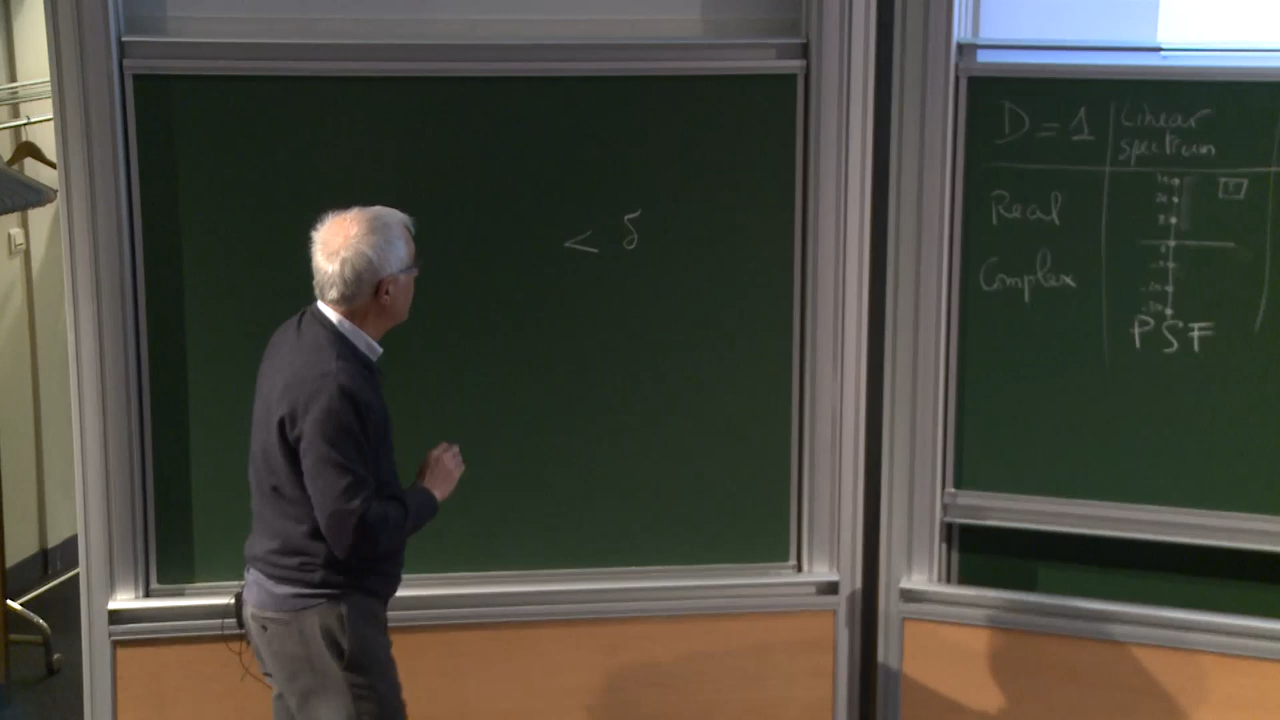 < δ
D = 1
Linear
spectrum
Real
Complex
PSF